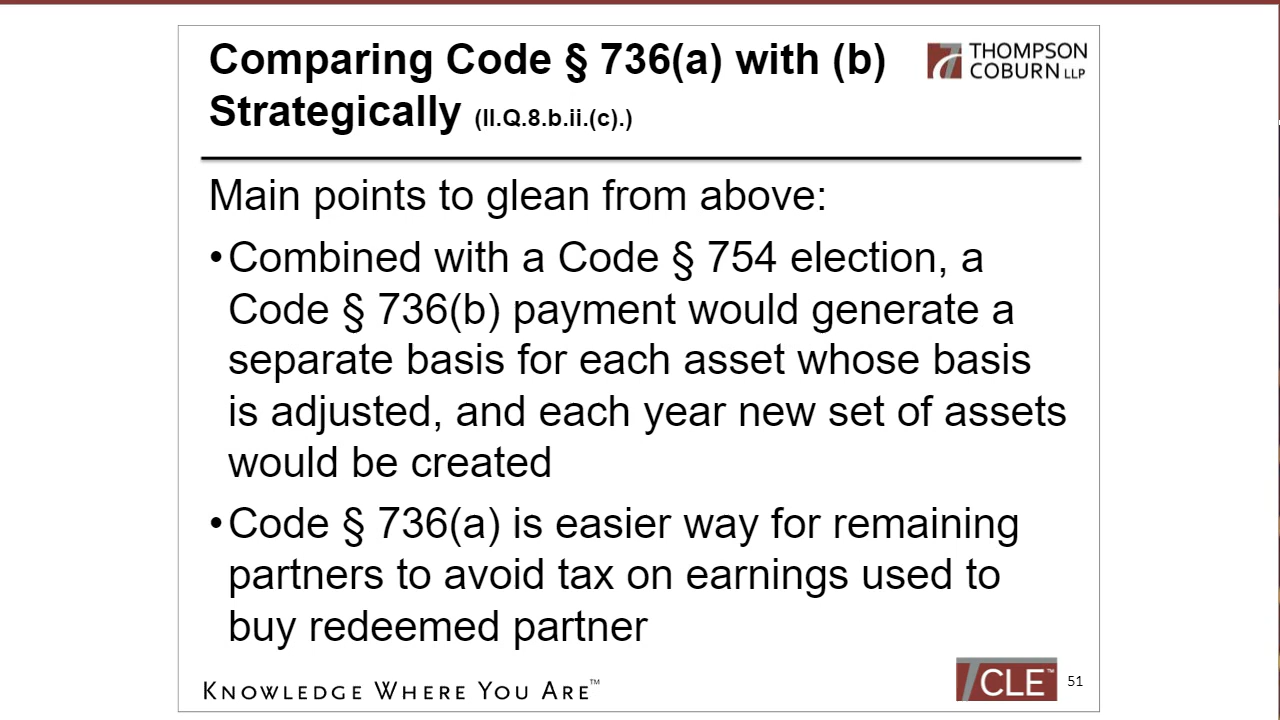 Comparing Code § 736(a) with (b)
Strategically (II.Q.8.b.ii.(c).)
THOMPSON
COBURN LLP
Main points to glean from above:
•Combined with a Code § 754 election, a
Code § 736(b) payment would generate a
separate basis for each asset whose basis
is adjusted, and each year new set of assets
would be created
•Code § 736(a) is easier way for remaining
partners to avoid tax on earnings used to
buy redeemed partner
KNOWLEDGE WHERE YOU ARE™
CLE™
51